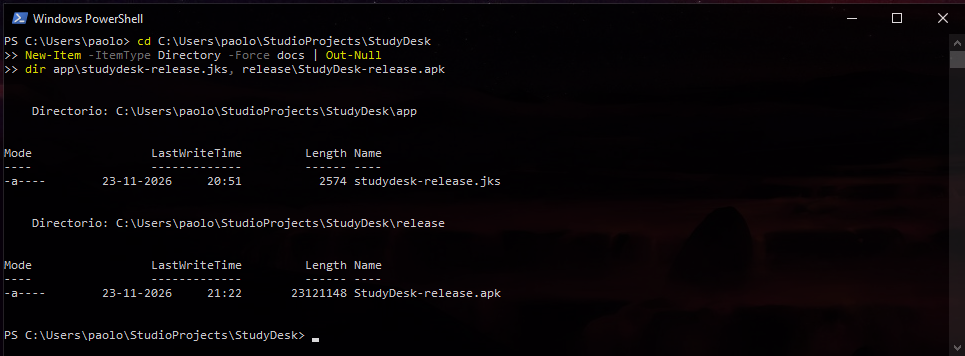 Windows PowerShell
PS C:\Users\paolo> cd C:\Users\paolo\StudioProjects\StudyDesk
>> New-Item -ItemType Directory -Force docs | Out-Null
>> dir app\studydesk-release.jks, release\StudyDesk-release.apk
Directorio: C:\Users\paolo\StudioProjects\StudyDesk\app
Mode LastWriteTime Length Name
---- ------------- ------ ----
-a---- 23-11-2026 20:51 2574 studydesk-release.jks
Directorio: C:\Users\paolo\StudioProjects\StudyDesk\release
Mode LastWriteTime Length Name
---- ------------- ------ ----
-a---- 23-11-2026 21:22 23121148 StudyDesk-release.apk
PS C:\Users\paolo\StudioProjects\StudyDesk>